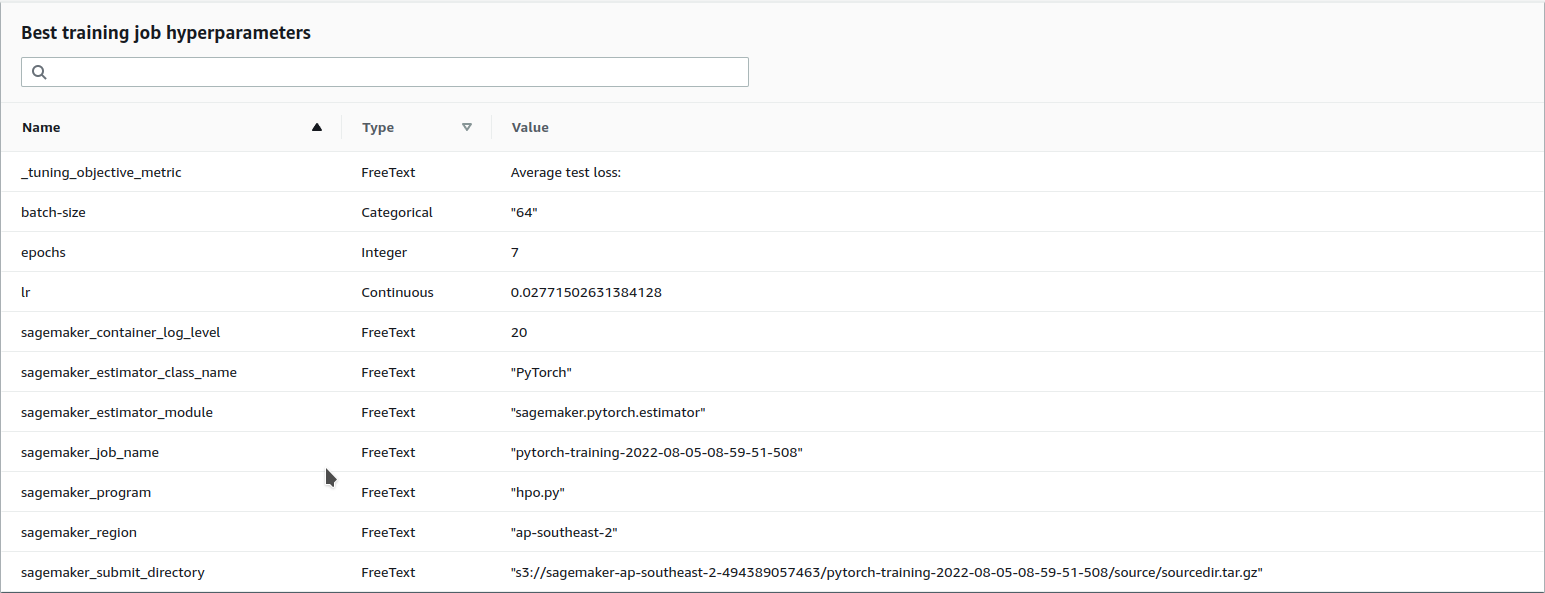 Best training job hyperparameters
Name Type Value
_tuning_objective_metric FreeText Average test loss:
batch-size Categorical "64"
epochs Integer 7
lr Continuous 0.02771502631384128
sagemaker_container_log_level FreeText 20
sagemaker_estimator_class_name FreeText "PyTorch"
sagemaker_estimator_module FreeText "sagemaker.pytorch.estimator"
sagemaker_job_name FreeText "pytorch-training-2022-08-05-08-59-51-508"
sagemaker_program FreeText "hpo.py"
sagemaker_region FreeText "ap-southeast-2"
sagemaker_submit_directory FreeText "s3://sagemaker-ap-southeast-2-494389057463/pytorch-training-2022-08-05-08-59-51-508/source/sourcedir.tar.gz"